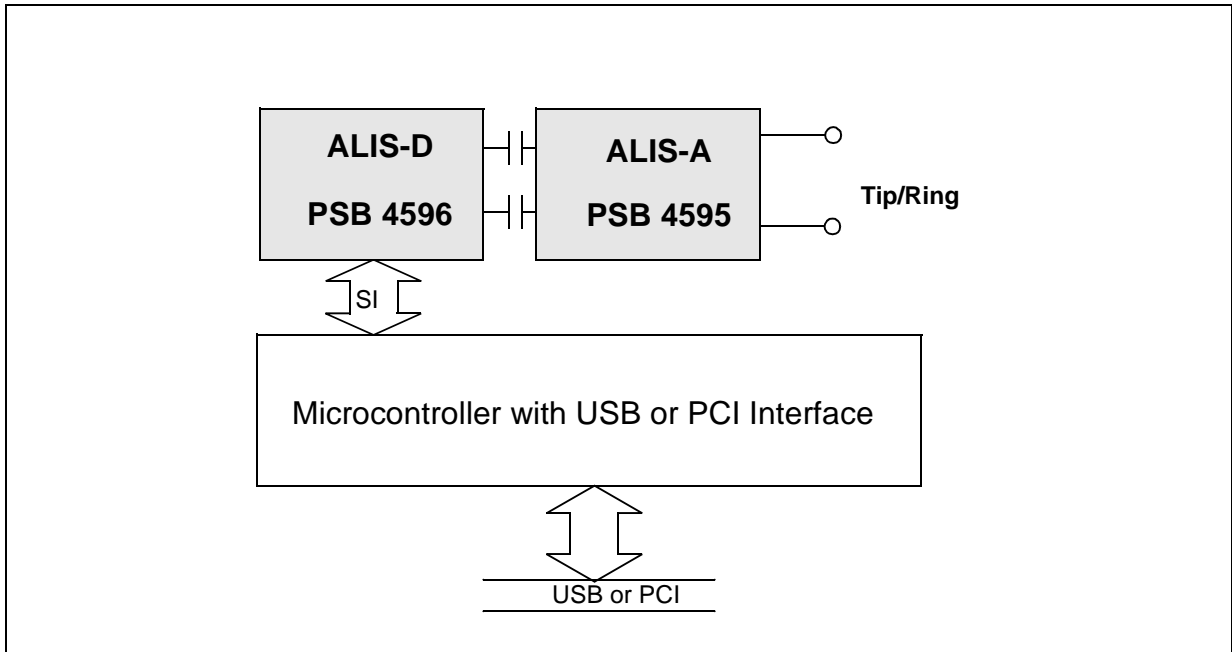 ALIS-D
PSB 4596
ALIS-A
PSB 4595
Tip/Ring
SI
Microcontroller with USB or PCI Interface
USB or PCI